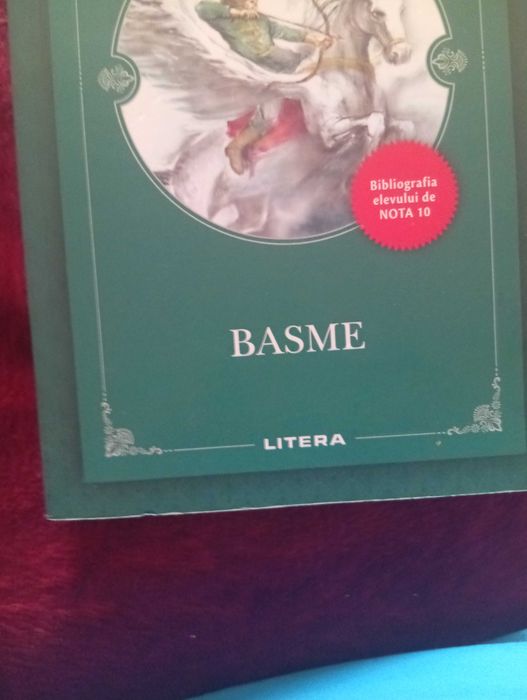 Bibliografia
elevului de
NOTA 10
BASME
LITERA